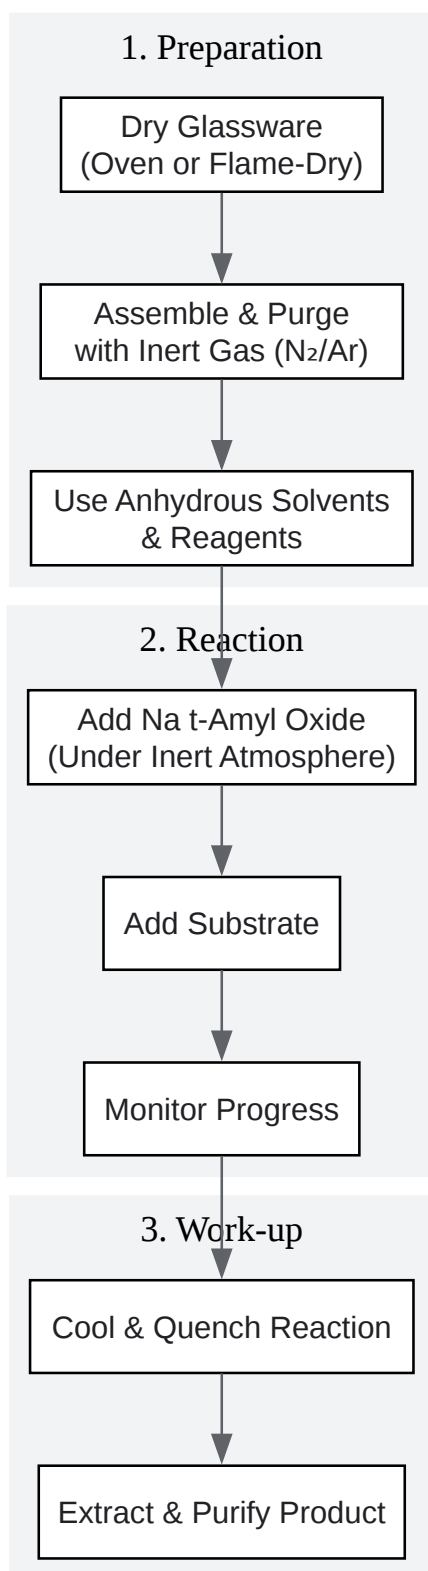 1. Preparation
Dry Glassware
(Oven or Flame-Dry)
Assemble & Purge
with Inert Gas (N₂/Ar)
Use Anhydrous Solvents
& Reagents
2. Reaction
Add Na t-Amyl Oxide
(Under Inert Atmosphere)
Add Substrate
Monitor Progress
3. Work-up
Cool & Quench Reaction
Extract & Purify Product